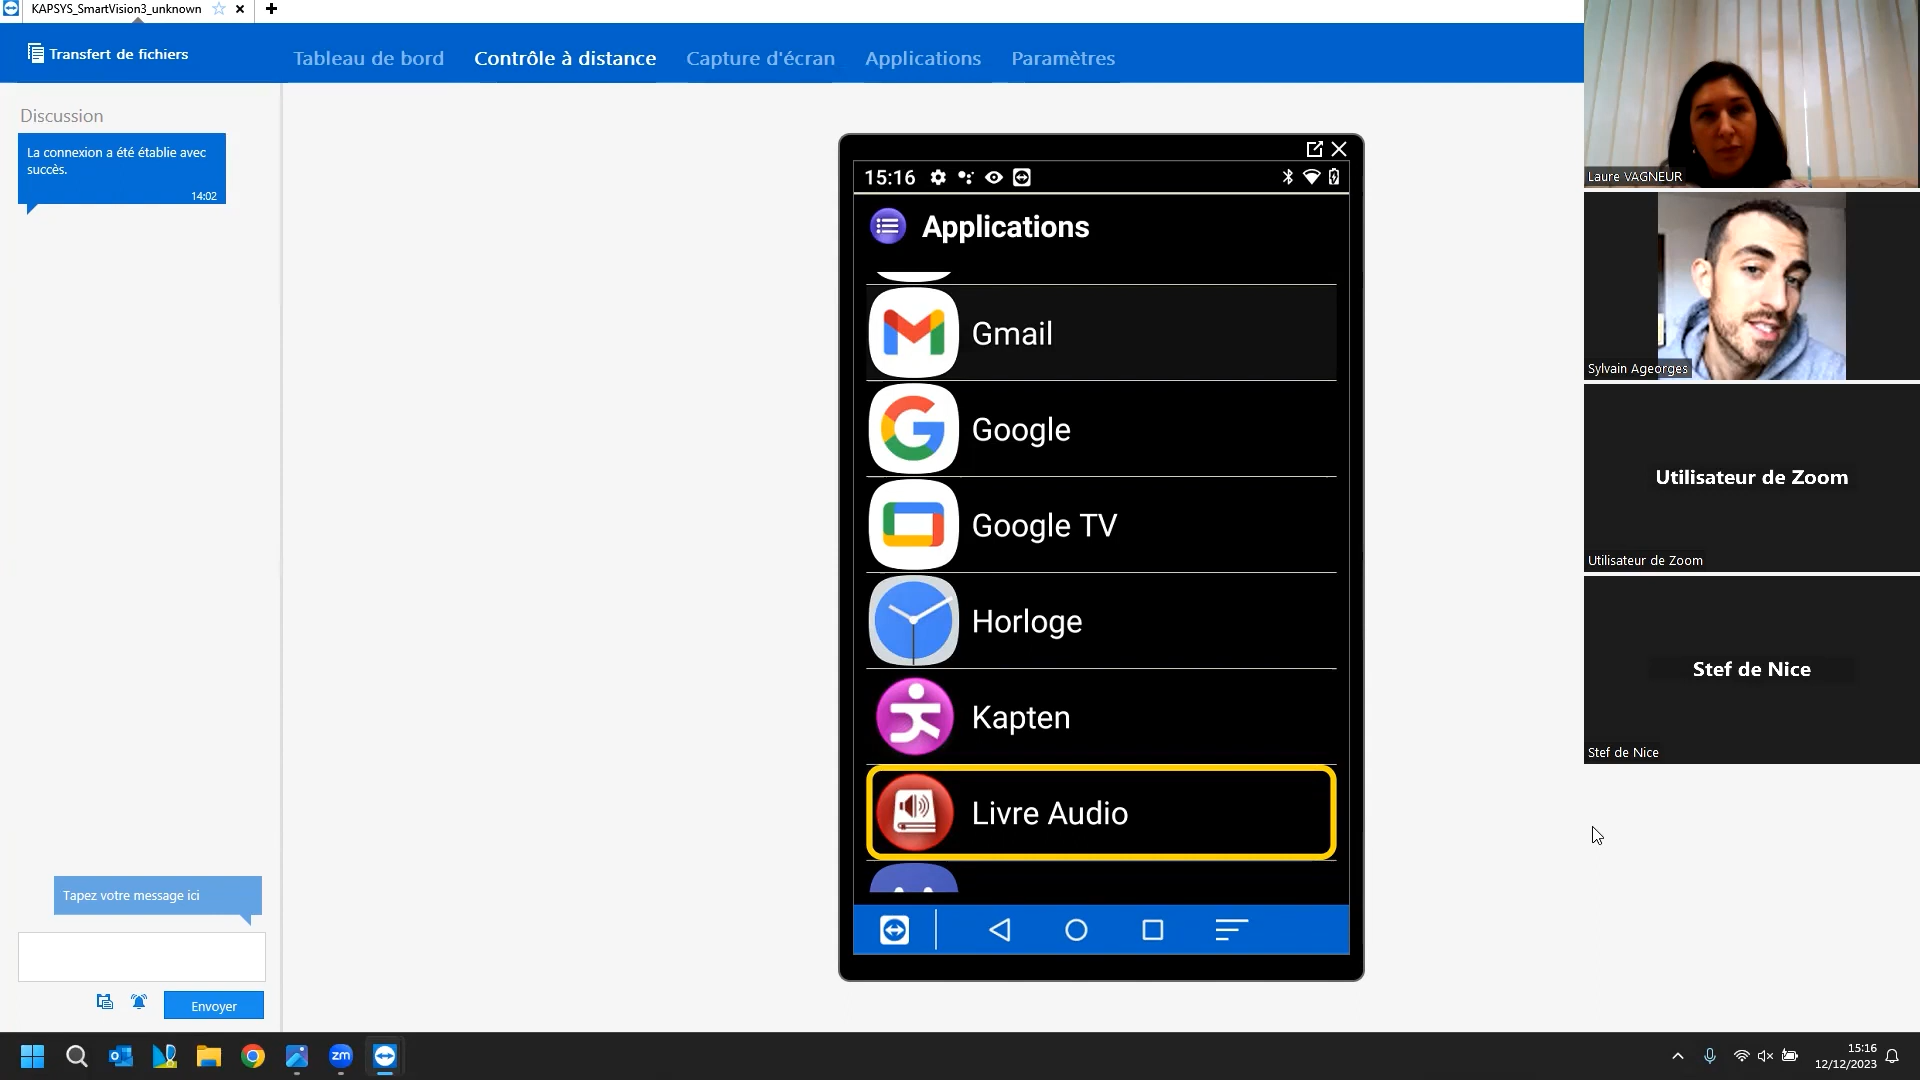 KAPSYS_SmartVision3_unknown
Transfert de fichiers
Tableau de bord
Contrôle à distance
Capture d'écran
Applications
Paramètres
Discussion
La connexion a été établie avec
succès.
14:02
Tapez votre message ici
Envoyer
15:16
Applications
Gmail
Google
Google TV
Horloge
Kapten
Livre Audio
Laure VAGNEUR
Sylvain Ageorges
Utilisateur de Zoom
Utilisateur de Zoom
Stef de Nice
Stef de Nice
zm
15:16
12/12/2023